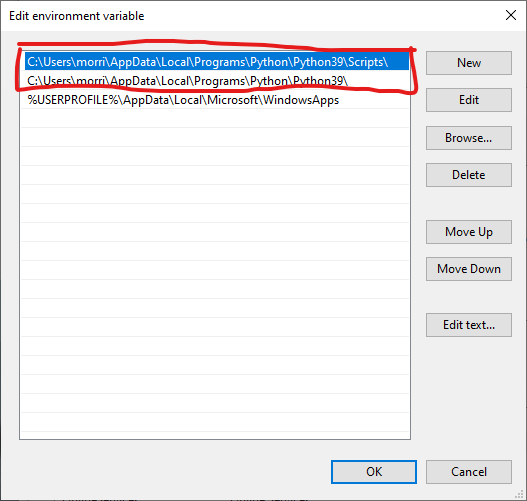 Edit environment variable
C:\Users\morri\AppData\Local\Programs\Python\Python39\Scripts\
C:\Users\morri\AppData\Local\Programs\Python\Python39\
%USERPROFILE%\AppData\Local\Microsoft\WindowsApps
New
Edit
Browse...
Delete
Move Up
Move Down
Edit text...
OK
Cancel